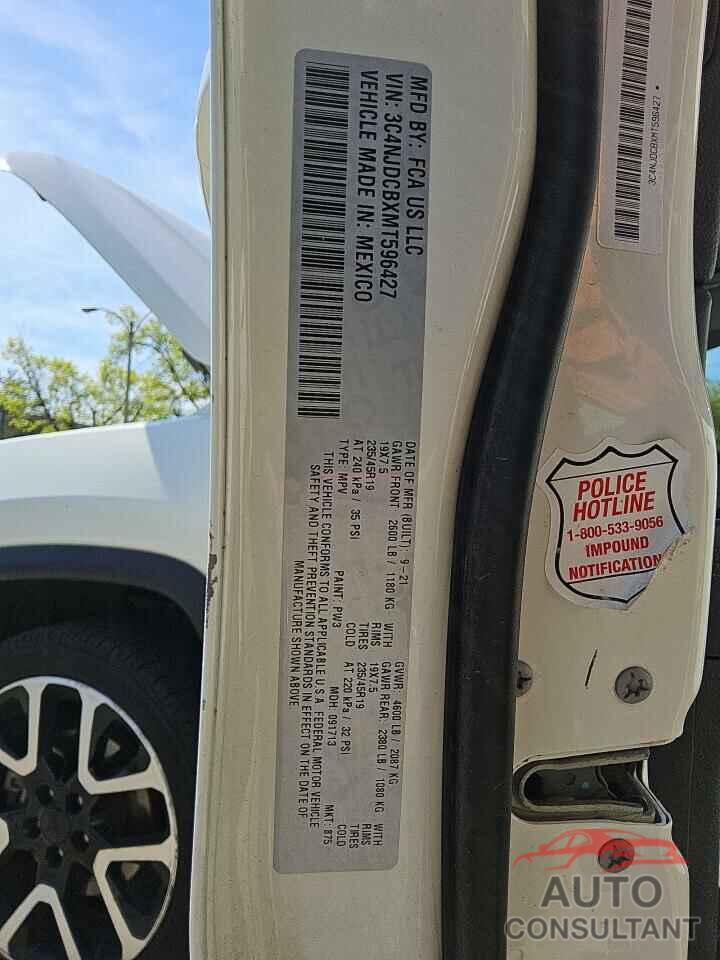 MFD BY: FCA US LLC
VIN: 3C4NJDCBXMT596427
VEHICLE MADE IN: MEXICO
DATE OF MFR (BUILT): 9-21
GAWR FRONT: 2600 LB / 1180 KG WITH
19X7.5 RIMS
235/45R19 TIRES
AT 240 kPa / 35 PSI COLD
GVWR: 4600 LB / 2087 KG
GAWR REAR: 2380 LB / 1080 KG WITH
19X7.5 RIMS
235/45R19 TIRES
AT 220 kPa / 32 PSI COLD
THIS VEHICLE CONFORMS TO ALL APPLICABLE U.S.A. FEDERAL MOTOR VEHICLE
SAFETY AND THEFT PREVENTION STANDARDS IN EFFECT ON THE DATE OF
MANUFACTURE SHOWN ABOVE
TYPE: MPV PAINT: PW3 MDH: 091713 MKT: 875
3C4NJDCBXMT596427 *
POLICE
HOTLINE
1-800-533-9056
IMPOUND
NOTIFICATION
AUTO
CONSULTANT